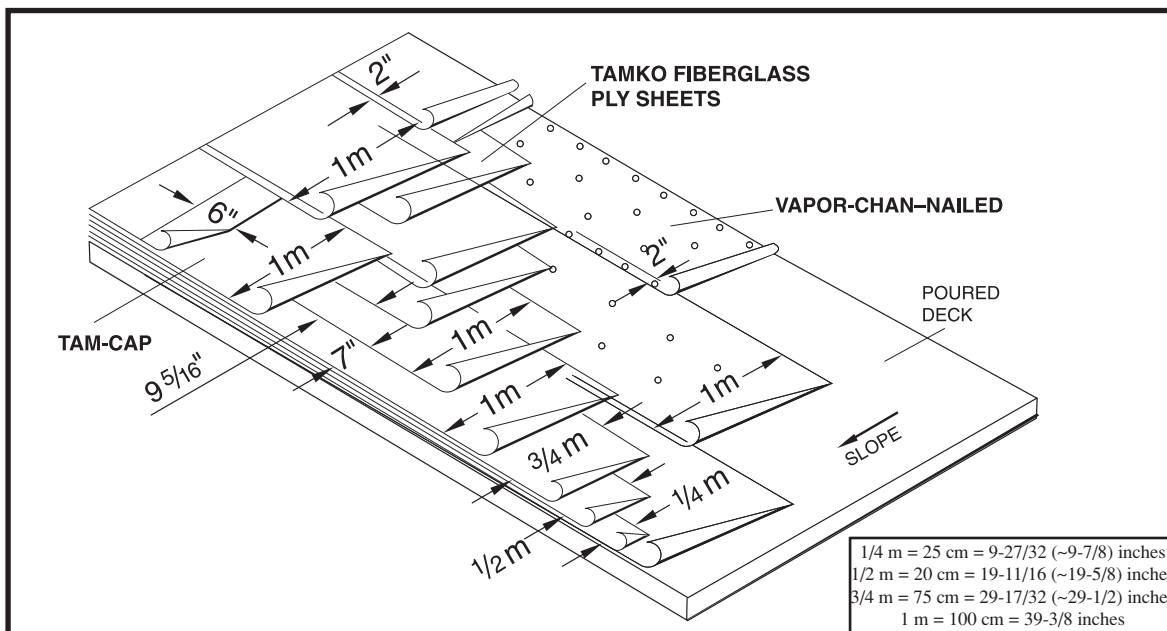 2"
TAMKO FIBERGLASS
PLY SHEETS
1m
VAPOR-CHAN–NAILED
6"
2"
1m
POURED
DECK
TAM-CAP
9 5/16"
7"
1m
1m
1m
SLOPE
3/4 m
1/4 m
1/2 m
1/4 m = 25 cm = 9-27/32 (~9-7/8) inches
1/2 m = 20 cm = 19-11/16 (~19-5/8) inche
3/4 m = 75 cm = 29-17/32 (~29-1/2) inche
1 m = 100 cm = 39-3/8 inches